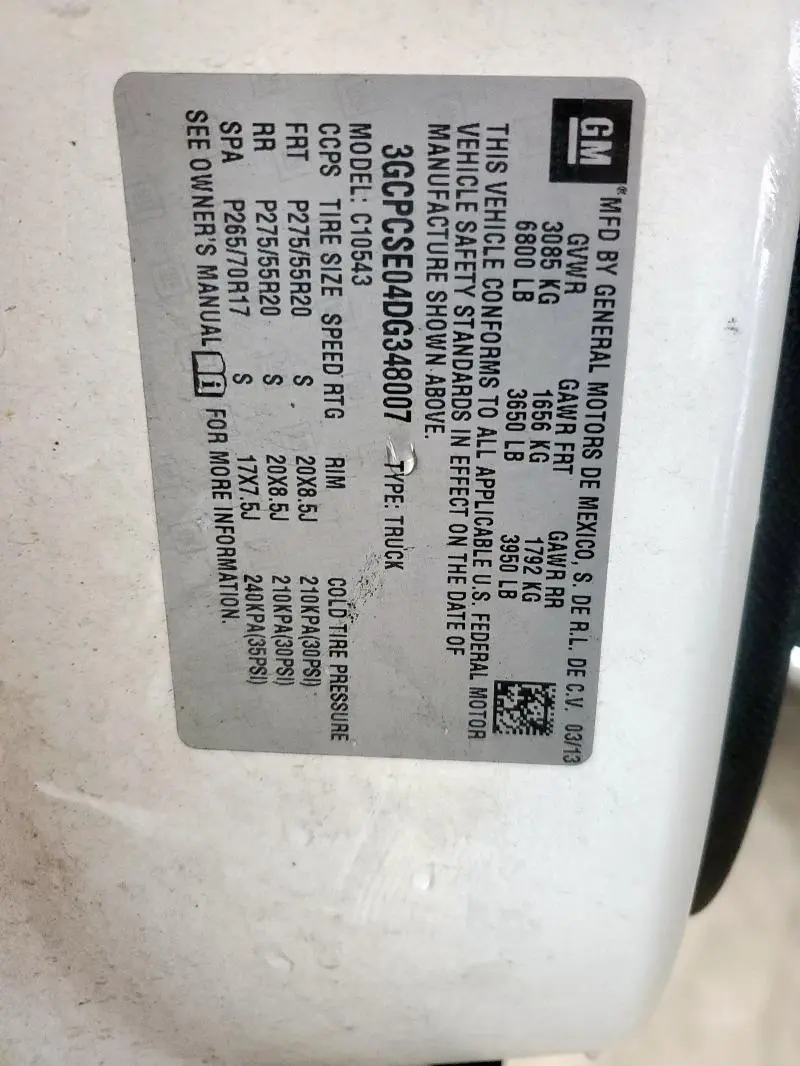 GM
®MFD BY GENERAL MOTORS DE MEXICO, S. DE R.L. DE C.V. 03/13
GVWR GAWR FRT GAWR RR
3085 KG 1656 KG 1792 KG
6800 LB 3650 LB 3950 LB
THIS VEHICLE CONFORMS TO ALL APPLICABLE U.S. FEDERAL MOTOR
VEHICLE SAFETY STANDARDS IN EFFECT ON THE DATE OF
MANUFACTURE SHOWN ABOVE.
3GCPCSE04DG348007 TYPE: TRUCK
MODEL: C10543
CCPS TIRE SIZE SPEED RTG RIM COLD TIRE PRESSURE
FRT P275/55R20 S 20X8.5J 210KPA(30PSI)
RR P275/55R20 S 20X8.5J 210KPA(30PSI)
SPA P265/70R17 S 17X7.5J 240KPA(35PSI)
SEE OWNER'S MANUAL i FOR MORE INFORMATION.